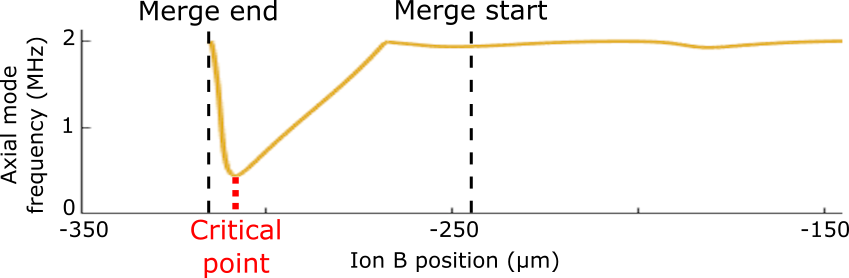 Merge end
Merge start
Axial mode
frequency (MHz)
2
1
0
-350
-250
-150
Critical
point
Ion B position (μm)